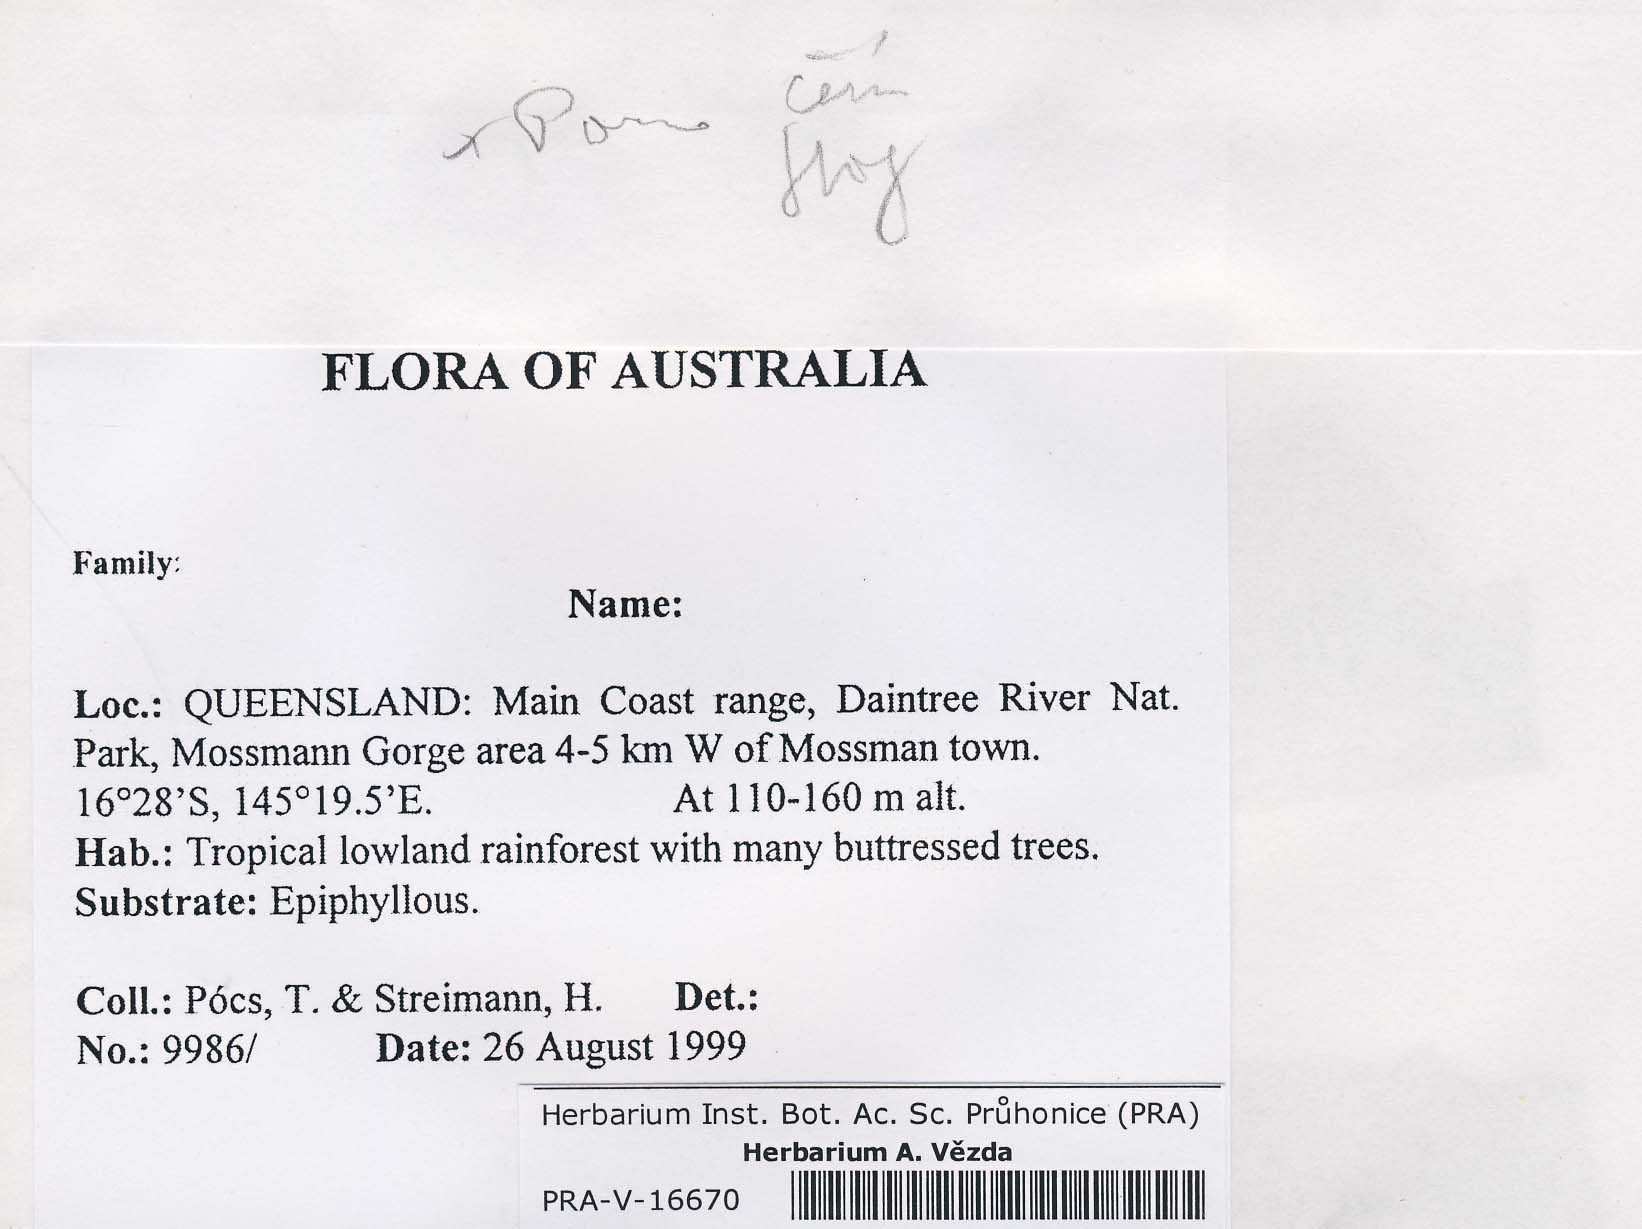 FLORA OF AUSTRALIA
Family:
Name:
Loc.: QUEENSLAND: Main Coast range, Daintree River Nat.
Park, Mossmann Gorge area 4-5 km W of Mossman town.
16°28’S, 145°19.5’E. At 110-160 m alt.
Hab.: Tropical lowland rainforest with many buttressed trees.
Substrate: Epiphyllous.
Coll.: Pócs, T. & Streimann, H. Det.:
No.: 9986/ Date: 26 August 1999
Herbarium Inst. Bot. Ac. Sc. Průhonice (PRA)
Herbarium A. Vězda
PRA-V-16670